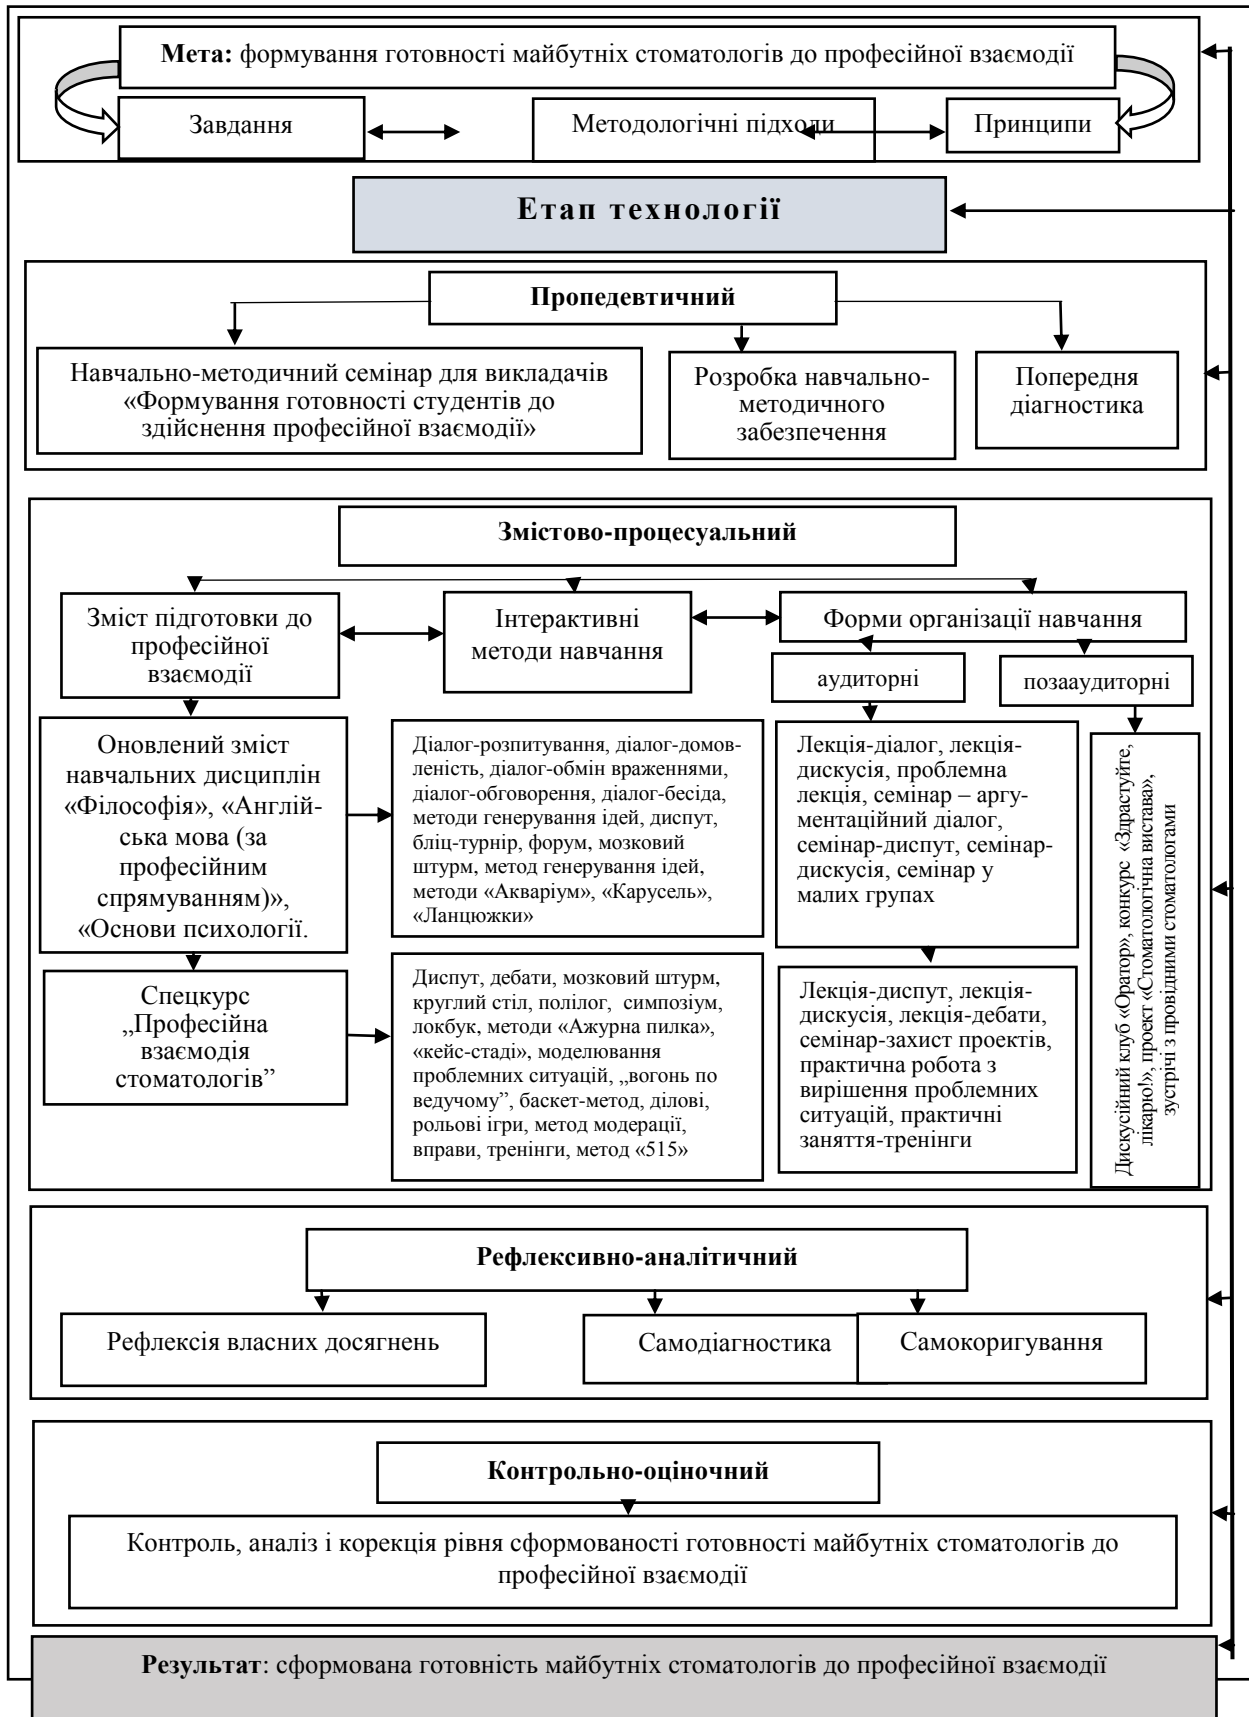 Мета: формування готовності майбутніх стоматологів до професійної взаємодії
Завдання
Методологічні підходи
Принципи
Етап технології
Пропедевтичний
Навчально-методичний семінар для викладачів
«Формування готовності студентів до
здійснення професійної взаємодії»
Розробка навчально-
методичного
забезпечення
Попередня
діагностика
Змістово-процесуальний
Зміст підготовки до
професійної
взаємодії
Інтерактивні
методи навчання
Форми організації навчання
аудиторні
позааудиторні
Оновлений зміст
навчальних дисциплін
«Філософія», «Англій-
ська мова (за
професійним
спрямуванням)»,
«Основи психології.
Діалог-розпитування, діалог-домов-
леність, діалог-обмін враженнями,
діалог-обговорення, діалог-бесіда,
методи генерування ідей, диспут,
бліц-турнір, форум, мозковий
штурм, метод генерування ідей,
методи «Акваріум», «Карусель»,
«Ланцюжки»
Лекція-діалог, лекція-
дискусія, проблемна
лекція, семінар – аргу-
ментаційний діалог,
семінар-диспут, семінар-
дискусія, семінар у
малих групах
Дискусійний клуб «Оратор», конкурс «Здрастуйте,
лікарю!», проект «Стоматологічна вистава»,
зустрічі з провідними стоматологами
Спецкурс
„Професійна
взаємодія
стоматологів”
Диспут, дебати, мозковий штурм,
круглий стіл, полілог, симпозіум,
локбук, методи «Ажурна пилка»,
«кейс-стаді», моделювання
проблемних ситуацій, „вогонь по
ведучому”, баскет-метод, ділові,
рольові ігри, метод модерації,
вправи, тренінги, метод «515»
Лекція-диспут, лекція-
дискусія, лекція-дебати,
семінар-захист проектів,
практична робота з
вирішення проблемних
ситуацій, практичні
заняття-тренінги
Рефлексивно-аналітичний
Рефлексія власних досягнень
Самодіагностика
Самокоригування
Контрольно-оціночний
Контроль, аналіз і корекція рівня сформованості готовності майбутніх стоматологів до
професійної взаємодії
Результат: сформована готовність майбутніх стоматологів до професійної взаємодії